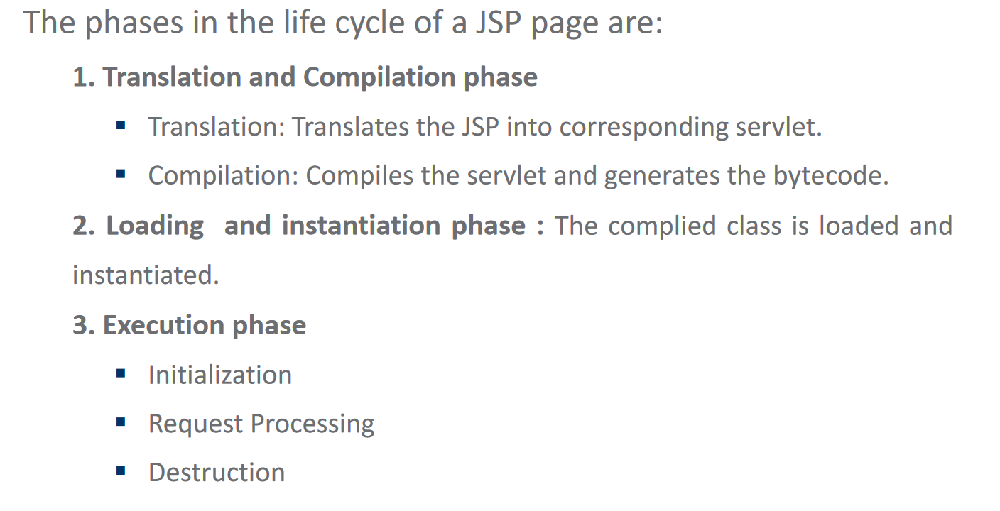 The phases in the life cycle of a JSP page are:
1. Translation and Compilation phase
▪ Translation: Translates the JSP into corresponding servlet.
▪ Compilation: Compiles the servlet and generates the bytecode.
2. Loading and instantiation phase : The complied class is loaded and
instantiated.
3. Execution phase
▪ Initialization
▪ Request Processing
▪ Destruction